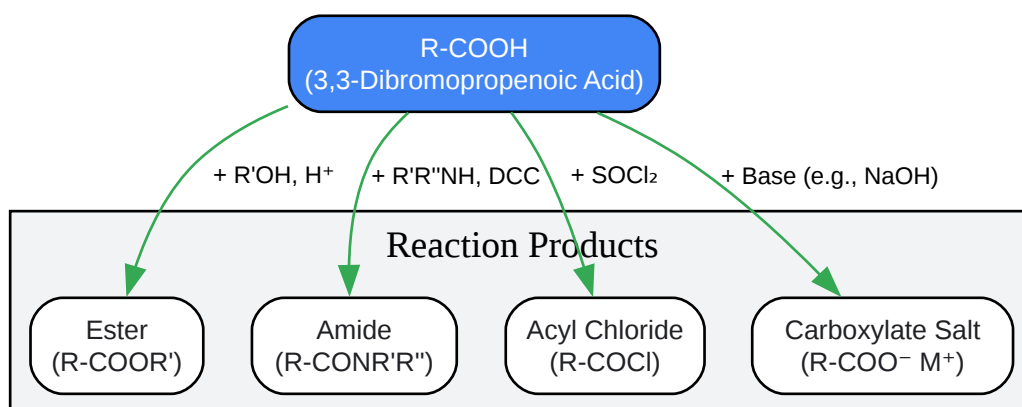 R-COOH
(3,3-Dibromopropenoic Acid)
+ R'OH, H⁺
+ R'R"NH, DCC
+ SOCl₂
+ Base (e.g., NaOH)
Reaction Products
Ester
(R-COOR')
Amide
(R-CONR'R")
Acyl Chloride
(R-COCl)
Carboxylate Salt
(R-COO⁻ M⁺)